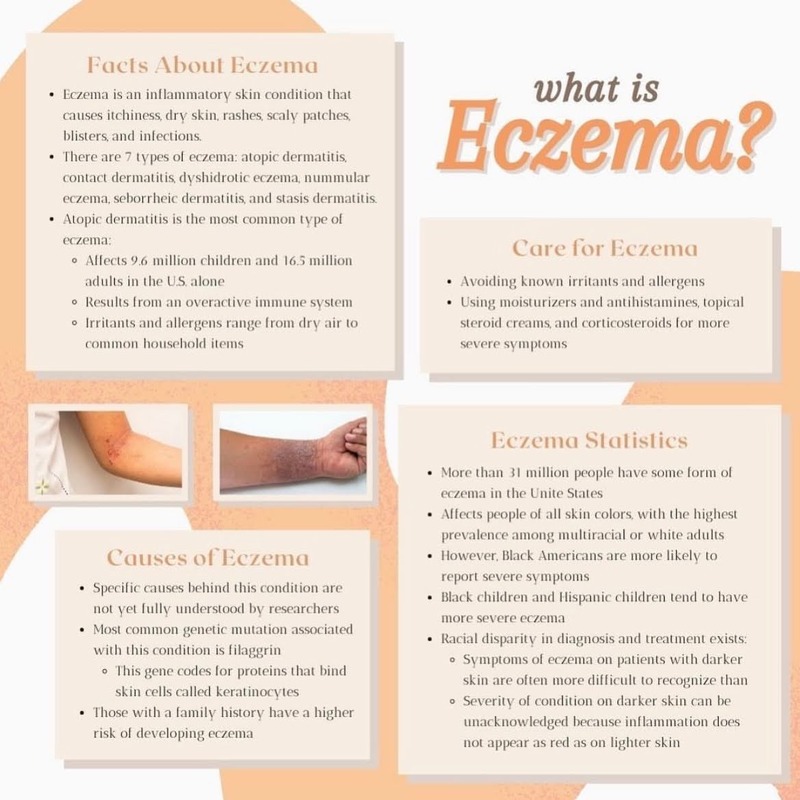 Facts About Eczema
• Eczema is an inflammatory skin condition that
causes itchiness, dry skin, rashes, scaly patches,
blisters, and infections.
• There are 7 types of eczema: atopic dermatitis,
contact dermatitis, dyshidrotic eczema, nummular
eczema, seborrheic dermatitis, and stasis dermatitis.
• Atopic dermatitis is the most common type of
eczema:
◦ Affects 9.6 million children and 16.5 million
adults in the U.S. alone
◦ Results from an overactive immune system
◦ Irritants and allergens range from dry air to
common household items
what is
Eczema?
Care for Eczema
• Avoiding known irritants and allergens
• Using moisturizers and antihistamines, topical
steroid creams, and corticosteroids for more
severe symptoms
Causes of Eczema
• Specific causes behind this condition are
not yet fully understood by researchers
• Most common genetic mutation associated
with this condition is filaggrin
◦ This gene codes for proteins that bind
skin cells called keratinocytes
• Those with a family history have a higher
risk of developing eczema
Eczema Statistics
• More than 31 million people have some form of
eczema in the Unite States
• Affects people of all skin colors, with the highest
prevalence among multiracial or white adults
• However, Black Americans are more likely to
report severe symptoms
• Black children and Hispanic children tend to have
more severe eczema
• Racial disparity in diagnosis and treatment exists:
◦ Symptoms of eczema on patients with darker
skin are often more difficult to recognize than
◦ Severity of condition on darker skin can be
unacknowledged because inflammation does
not appear as red as on lighter skin